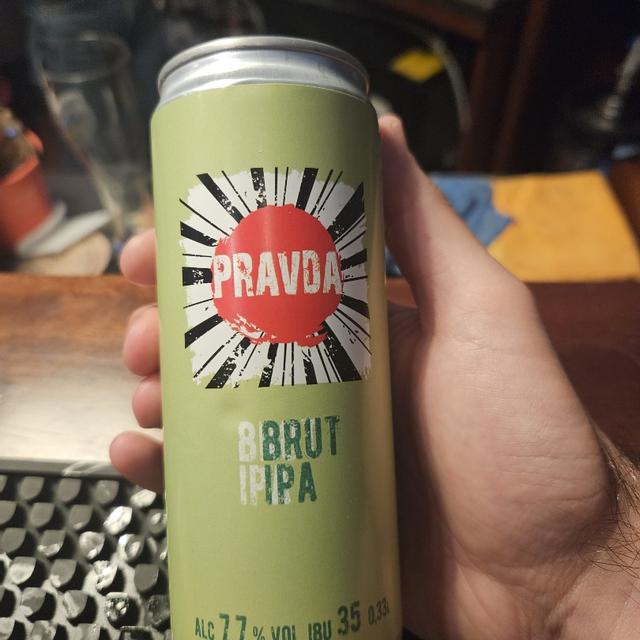 PRAVDA
BBRUT
IPIPA
ALC 7.7 % VOL IBU 35 0,33L